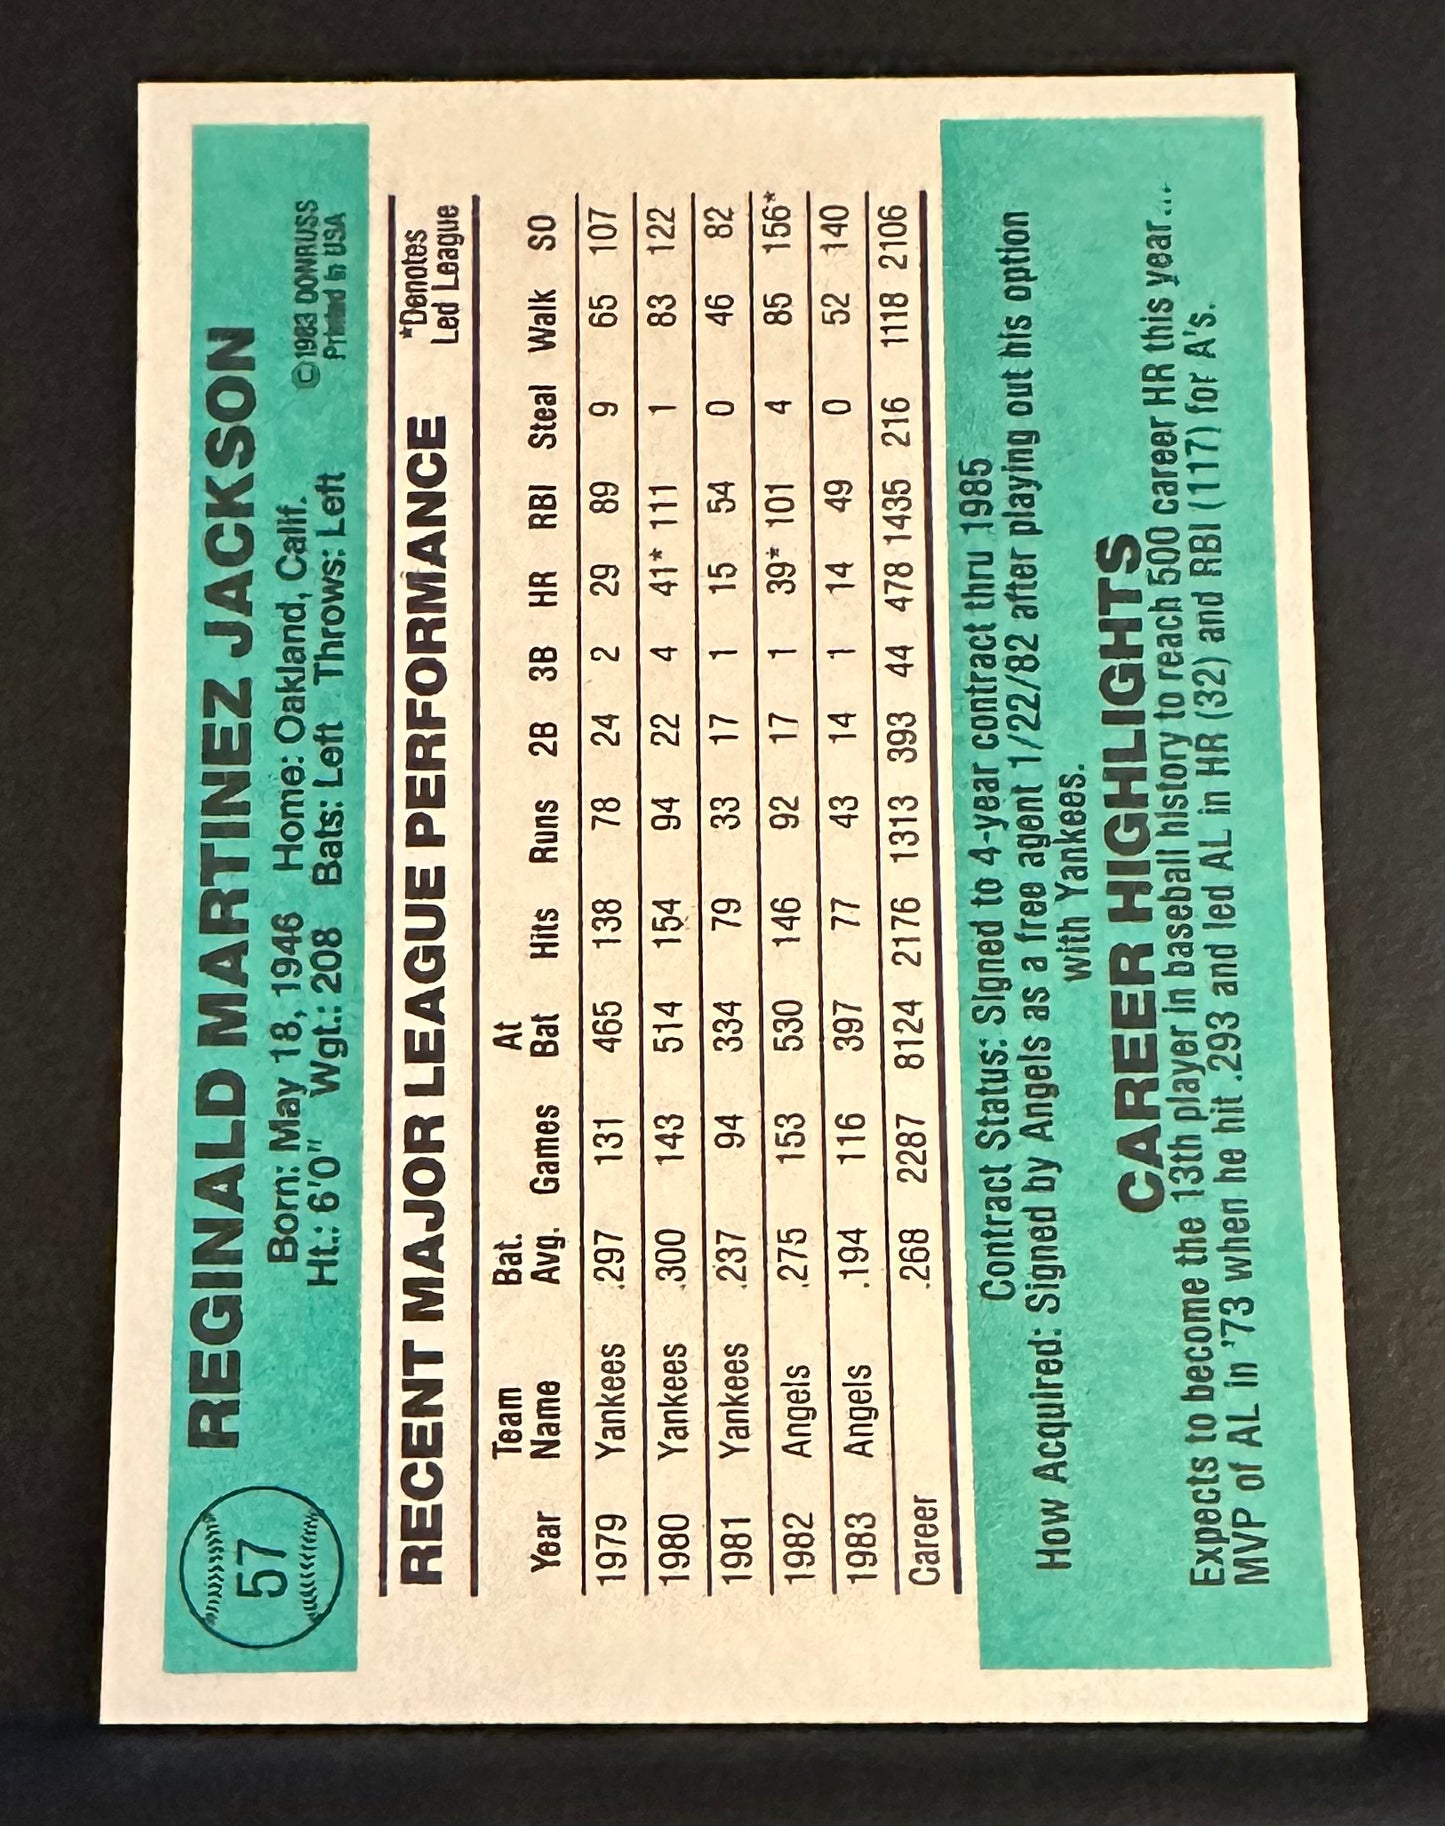 57
REGINALD MARTINEZ JACKSON
Born: May 18, 1946 Home: Oakland, Calif. ©1983 DONRUSS
Ht.: 6'0" Wgt.: 208 Bats: Left Throws: Left Printed in USA
RECENT MAJOR LEAGUE PERFORMANCE *Denotes
Led League
Team Bat. At
Year Name Avg. Games Bat Hits Runs 2B 3B HR RBI Steal Walk SO
1979 Yankees .297 131 465 138 78 24 2 29 89 9 65 107
1980 Yankees .300 143 514 154 94 22 4 41* 111 1 83 122
1981 Yankees .237 94 334 79 33 17 1 15 54 0 46 82
1982 Angels .275 153 530 146 92 17 1 39* 101 4 85 156*
1983 Angels .194 116 397 77 43 14 1 14 49 0 52 140
Career .268 2287 8124 2176 1313 393 44 478 1435 216 1118 2106
Contract Status: Signed to 4-year contract thru 1985
How Acquired: Signed by Angels as a free agent 1/22/82 after playing out his option
with Yankees.
CAREER HIGHLIGHTS
Expects to become the 13th player in baseball history to reach 500 career HR this year...
MVP of AL in '73 when he hit .293 and led AL in HR (32) and RBI (117) for A's.